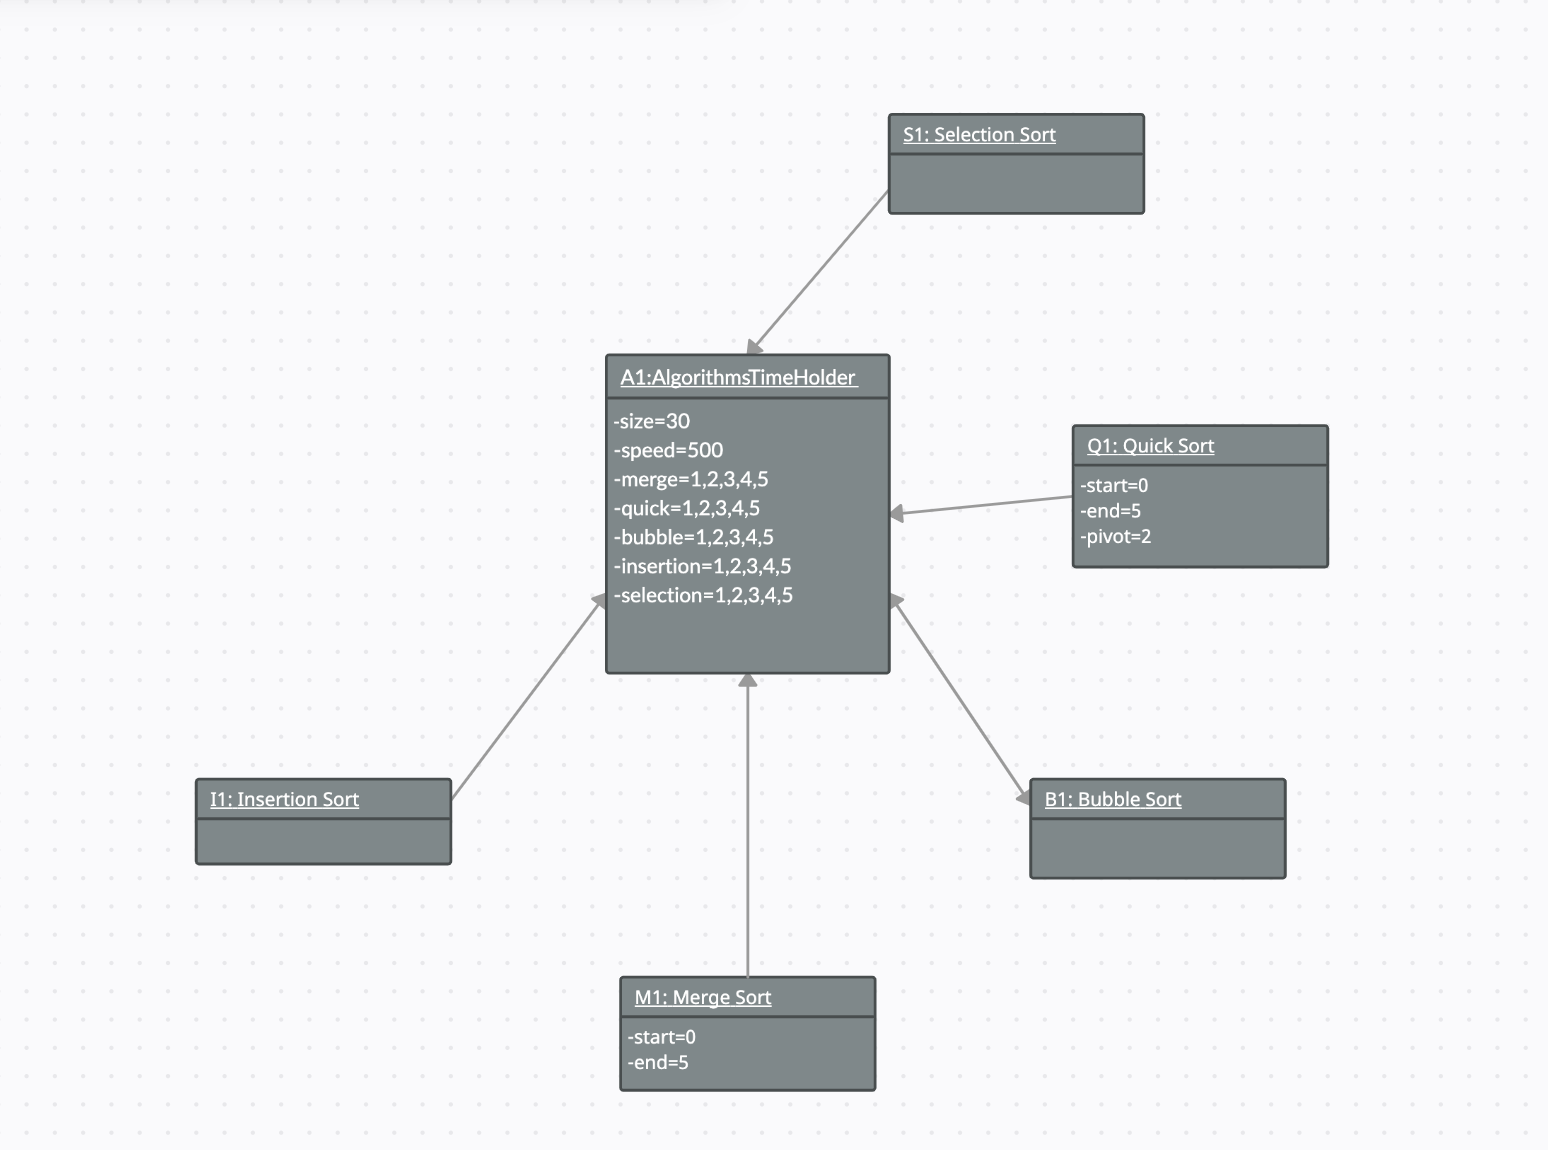 S1: Selection Sort
A1:AlgorithmsTimeHolder
-size=30
-speed=500
-merge=1,2,3,4,5
-quick=1,2,3,4,5
-bubble=1,2,3,4,5
-insertion=1,2,3,4,5
-selection=1,2,3,4,5
Q1: Quick Sort
-start=0
-end=5
-pivot=2
I1: Insertion Sort
B1: Bubble Sort
M1: Merge Sort
-start=0
-end=5